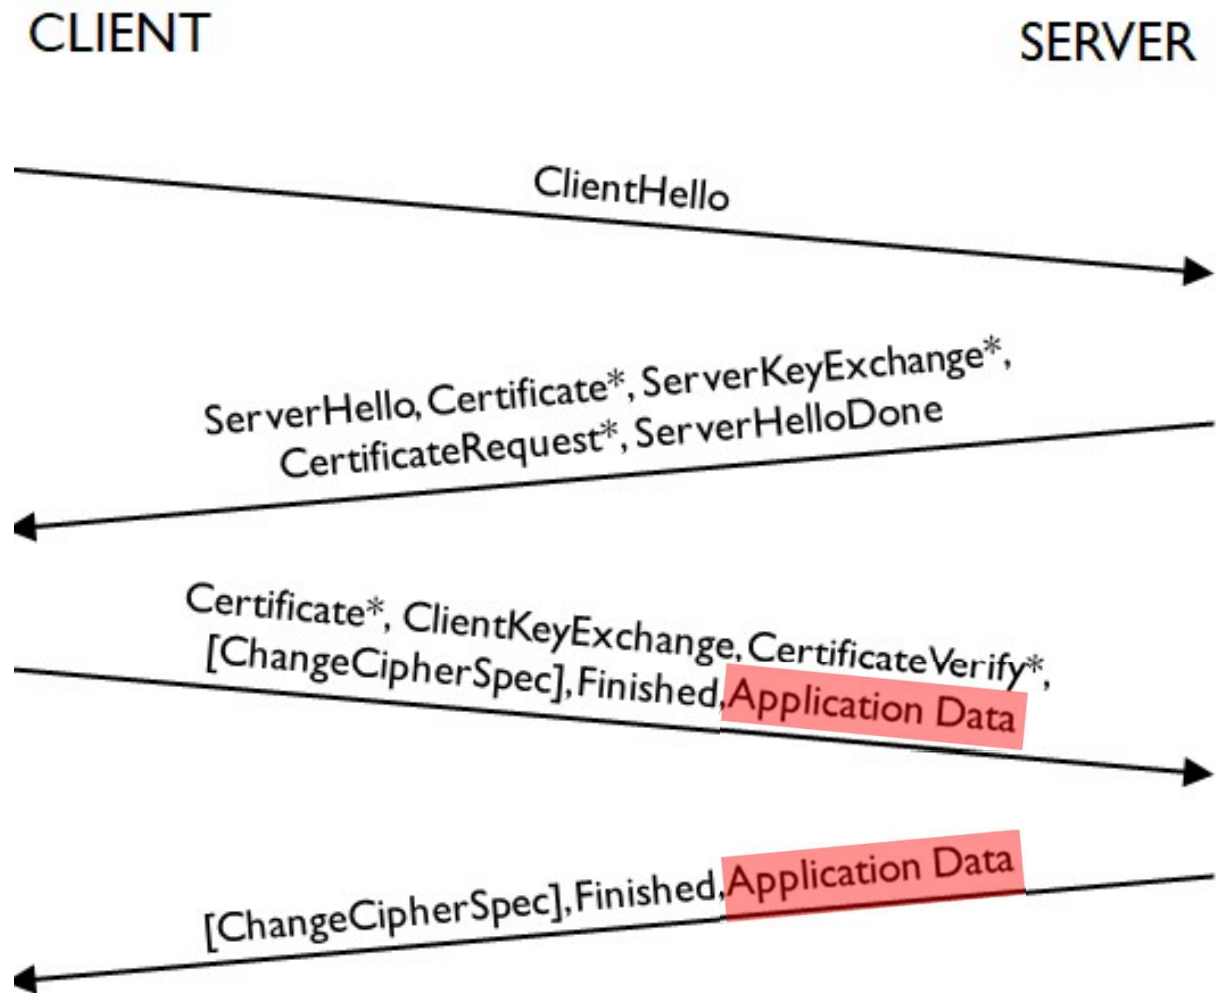 CLIENT
SERVER
ClientHello
ServerHello, Certificate*, ServerKeyExchange*,
CertificateRequest*, ServerHelloDone
Certificate*, ClientKeyExchange, CertificateVerify*,
[ChangeCipherSpec], Finished, Application Data
[ChangeCipherSpec], Finished, Application Data